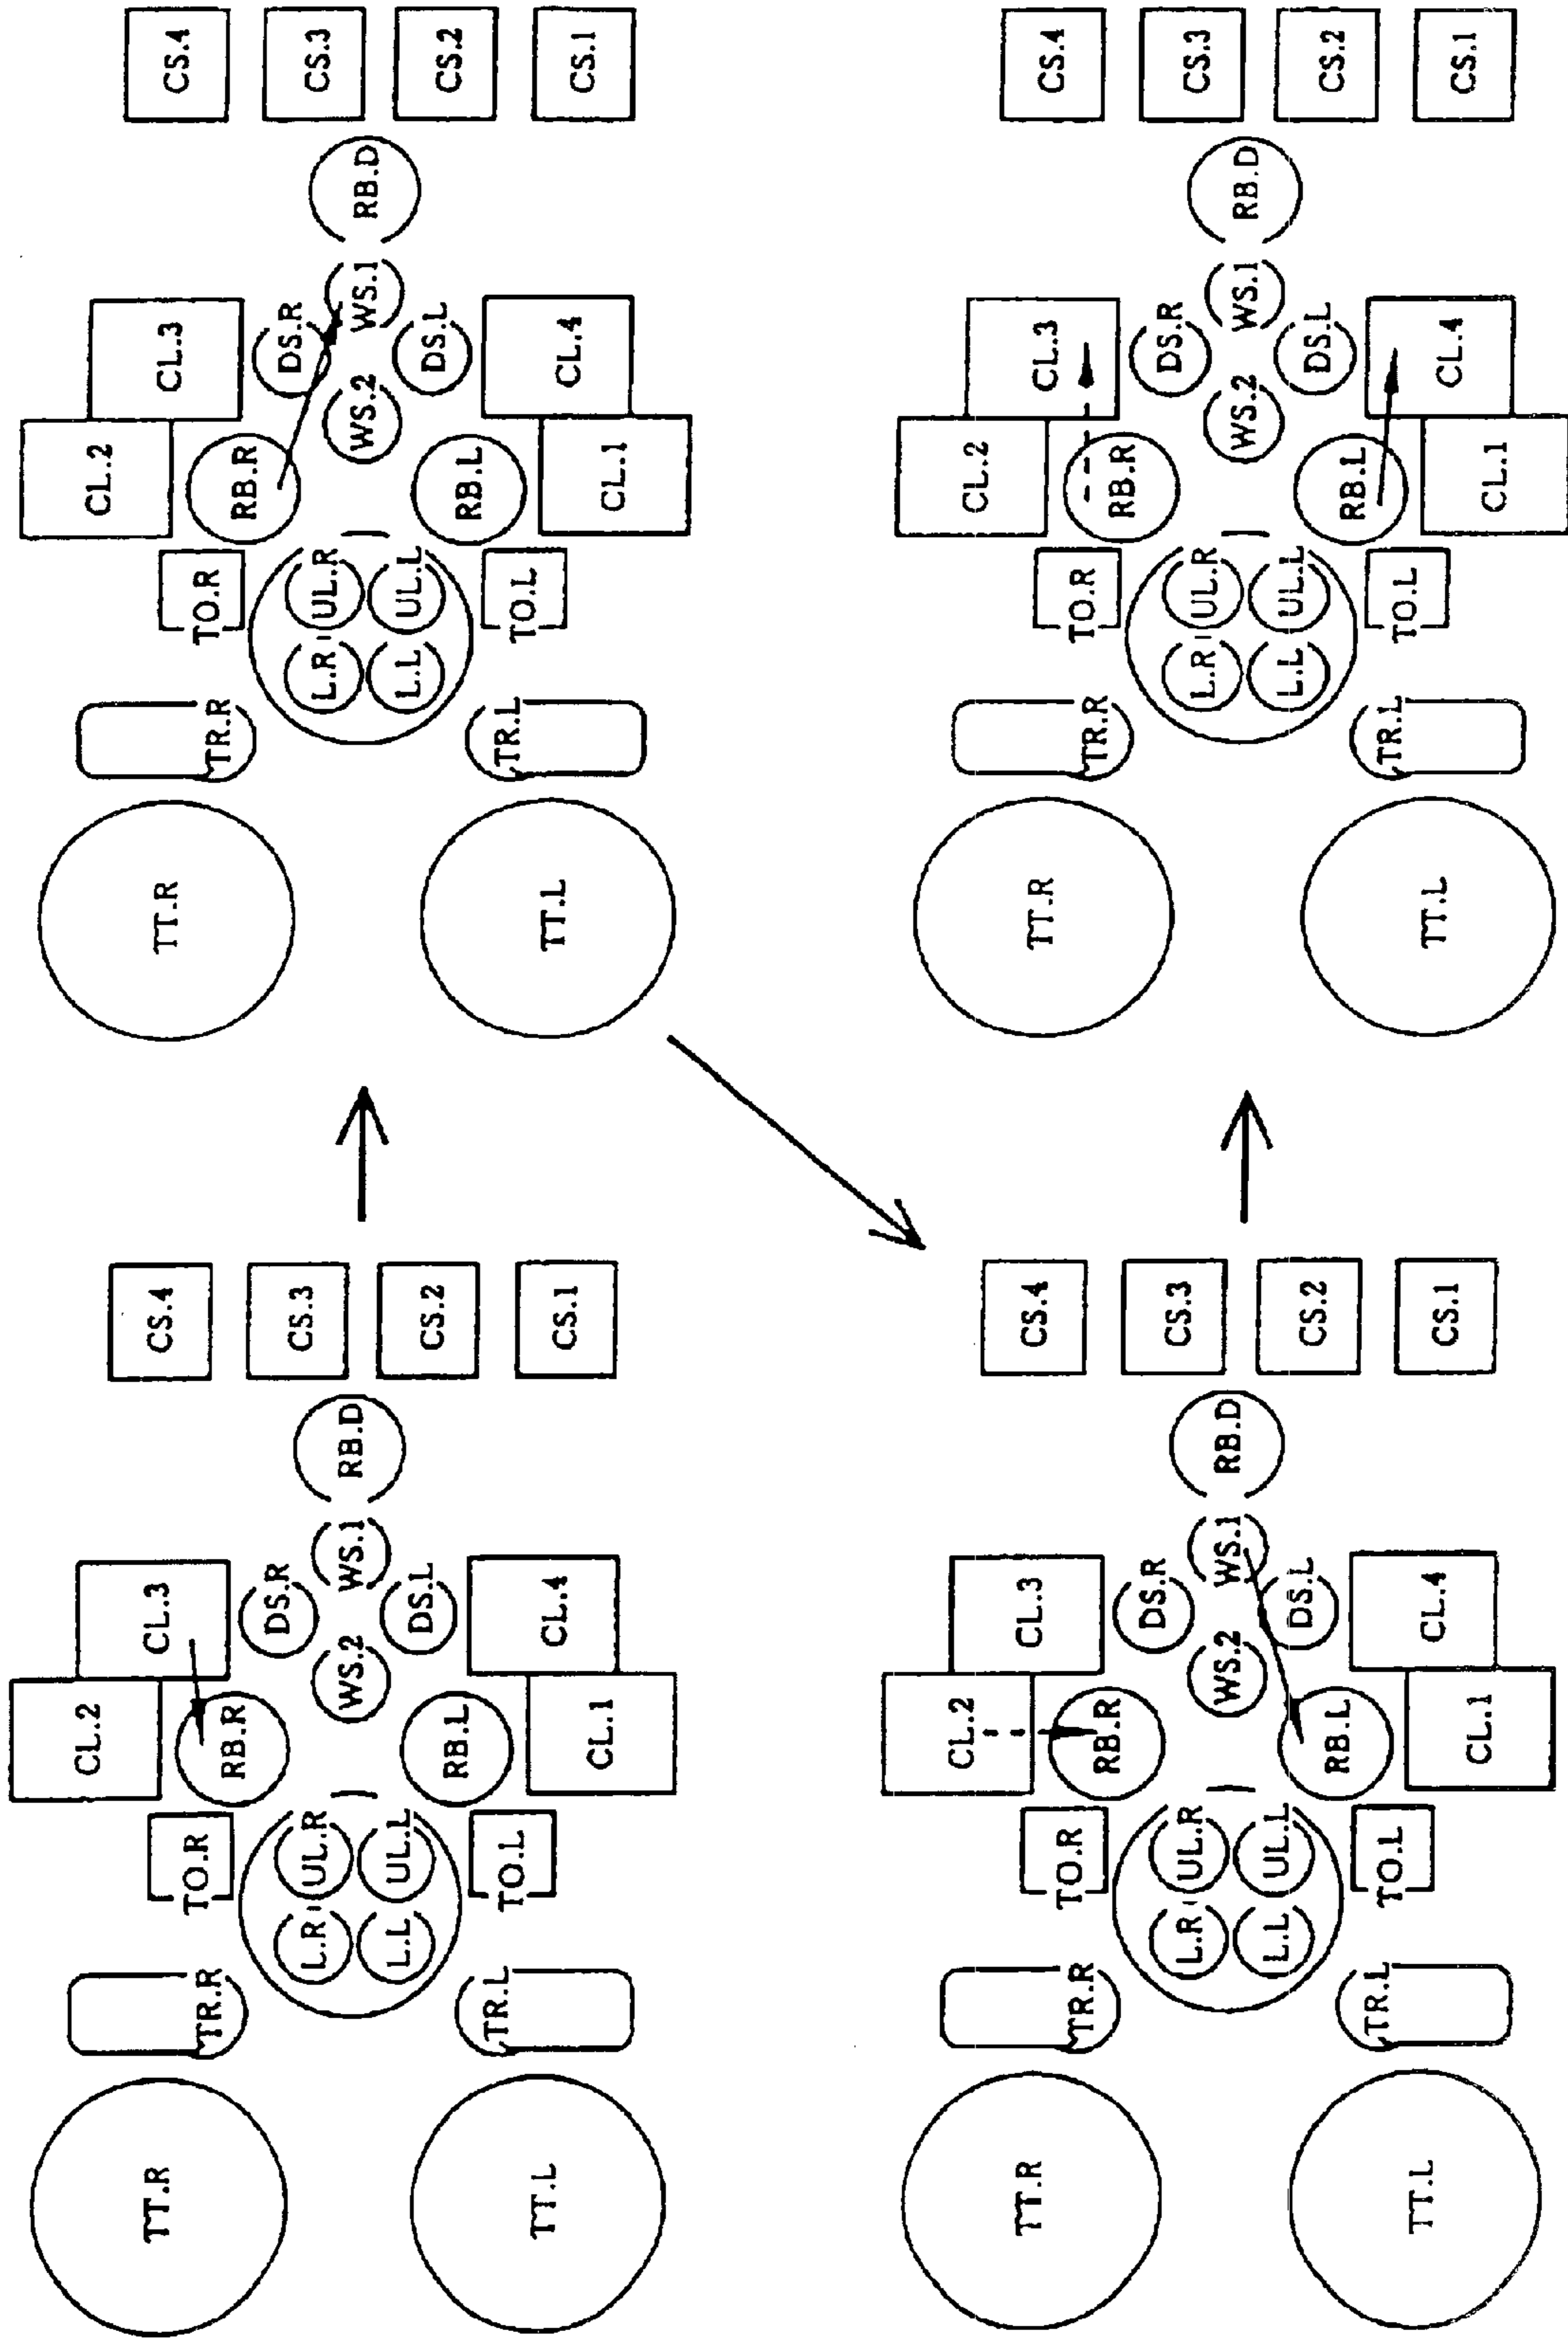 CL.2
TT.R
CL.3
CS.4
TO.R
TR.R
RB.R
DS.R
CS.3
L.R
UL.R
WS.2
WS.1
RB.D
L.L
UL.L
DS.L
CS.2
RB.L
TR.L
TO.L
TT.L
CL.4
CS.1
CL.1
CL.2
TT.R
CL.3
CS.4
TO.R
TR.R
RB.R
DS.R
CS.3
L.R
UL.R
WS.2
WS.1
RB.D
L.L
UL.L
DS.L
CS.2
RB.L
TR.L
TO.L
TT.L
CL.4
CS.1
CL.1
CL.2
TT.R
CL.3
CS.4
TO.R
TR.R
RB.R
DS.R
CS.3
L.R
UL.R
WS.2
WS.1
RB.D
L.L
UL.L
DS.L
CS.2
RB.L
TR.L
TO.L
TT.L
CL.4
CS.1
CL.1
CL.2
TT.R
CL.3
CS.4
TO.R
TR.R
RB.R
DS.R
CS.3
L.R
UL.R
WS.2
WS.1
RB.D
L.L
UL.L
DS.L
CS.2
RB.L
TR.L
TO.L
TT.L
CL.4
CS.1
CL.1